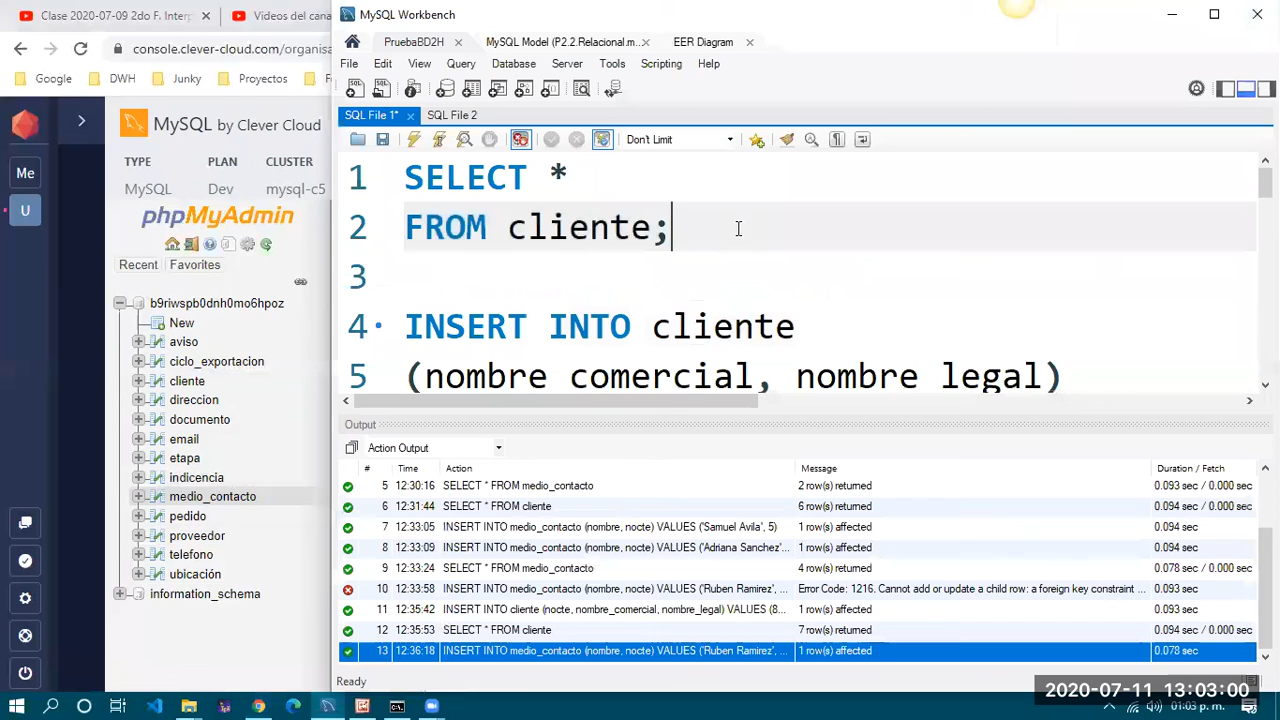 Clase 2020-07-09 2do F. 1.Interp
Vídeos del cana
console.clever-cloud.com/organisa
Google
DWH
Junky
Proyectos
MySQL by Clever Cloud
TYPE
PLAN
CLUSTER
MySQL
Dev
mysql-c5
phpMyAdmin
Recent
Favorites
b9riwspb0dnh0mo6hpoz
New
aviso
ciclo_exportacion
cliente
direccion
documento
email
etapa
indicencia
medio_contacto
pedido
proveedor
telefono
ubicación
information_schema
Me
U
MySQL Workbench
PruebaBD2H
MySQL Model (P2.2.Relacional.m...
EER Diagram
File Edit View Query Database Server Tools Scripting Help
SQL File 1*
SQL File 2
Don't Limit
1 SELECT *
2 FROM cliente;
3
4 INSERT INTO cliente
5 (nombre_comercial, nombre_legal)
Output
Action Output
# Time Action Message Duration / Fetch
5 12:30:16 SELECT * FROM medio_contacto 2 row(s) returned 0.093 sec / 0.000 sec
6 12:31:44 SELECT * FROM cliente 6 row(s) returned 0.094 sec / 0.000 sec
7 12:33:05 INSERT INTO medio_contacto (nombre, nocte) VALUES ('Samuel Avila', 5) 1 row(s) affected 0.094 sec
8 12:33:09 INSERT INTO medio_contacto (nombre, nocte) VALUES ('Adriana Sanchez'... 1 row(s) affected 0.094 sec
9 12:33:24 SELECT * FROM medio_contacto 4 row(s) returned 0.078 sec / 0.000 sec
10 12:33:58 INSERT INTO medio_contacto (nombre, nocte) VALUES ('Ruben Ramirez', ... Error Code: 1216. Cannot add or update a child row: a foreign key constraint ... 0.093 sec
11 12:35:42 INSERT INTO cliente (nocte, nombre_comercial, nombre_legal) VALUES (8... 1 row(s) affected 0.093 sec
12 12:35:53 SELECT * FROM cliente 7 row(s) returned 0.094 sec / 0.000 sec
13 12:36:18 INSERT INTO medio_contacto (nombre, nocte) VALUES ('Ruben Ramirez', ... 1 row(s) affected 0.078 sec
Ready
2020-07-11 13:03:00
01:03 p. m.